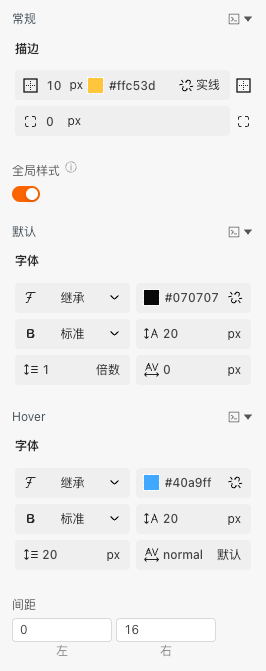 常规
描边
10 px #ffc53d 实线
0 px
全局样式
默认
字体
继承 #070707
B 标准 A 20 px
1 倍数 AV 0
Hover
字体
继承 #40a9ff
B 标准 A 20 px
20 px AV normal 默认
间距
0 16
左 右